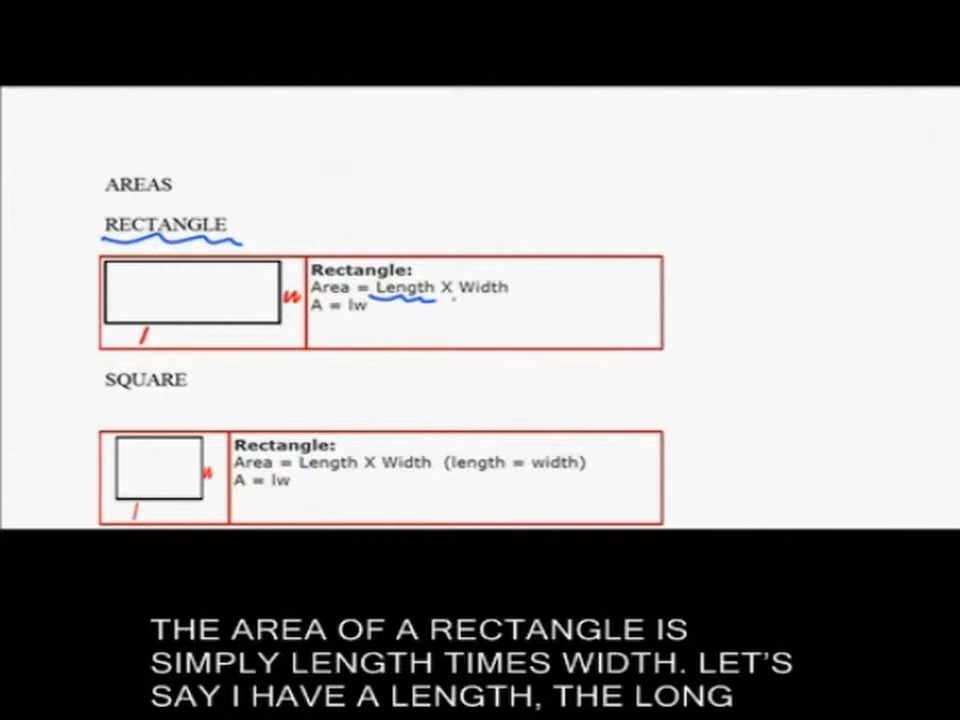 AREAS
RECTANGLE
Rectangle:
Area = Length X Width
A = lw
w
l
SQUARE
Rectangle:
Area = Length X Width (length = width)
A = lw
w
l
THE AREA OF A RECTANGLE IS
SIMPLY LENGTH TIMES WIDTH. LET'S
SAY I HAVE A LENGTH, THE LONG